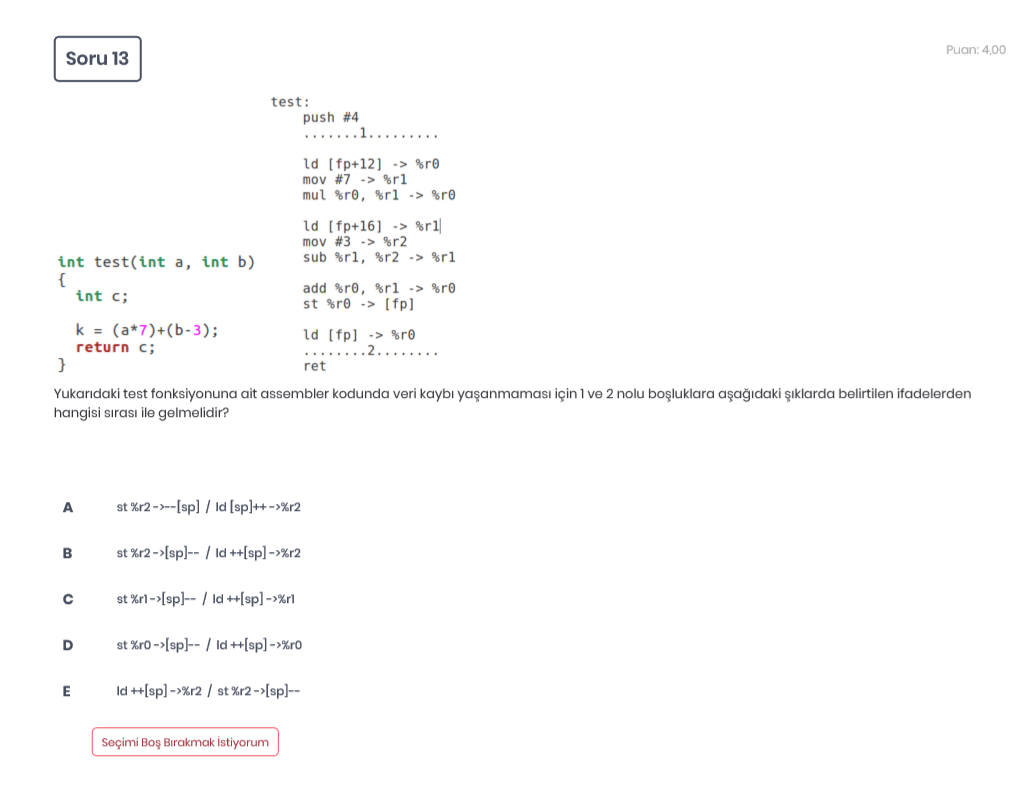 Soru 13
Puan: 4,00
test:
push #4
.......1.........
ld [fp+12] -> %r0
mov #7 -> %r1
mul %r0, %r1 -> %r0
ld [fp+16] -> %r1
mov #3 -> %r2
sub %r1, %r2 -> %r1
add %r0, %r1 -> %r0
st %r0 -> [fp]
ld [fp] -> %r0
........2........
ret
int test(int a, int b)
{
int c;
k = (a*7)+(b-3);
return c;
}
Yukarıdaki test fonksiyonuna ait assembler kodunda veri kaybı yaşanmaması için 1 ve 2 nolu boşluklara aşağıdaki şıklarda belirtilen ifadelerden
hangisi sırası ile gelmelidir?
A st %r2->--[sp] / ld [sp]++->%r2
B st %r2->[sp]-- / ld ++[sp]->%r2
C st %r1->[sp]-- / ld ++[sp]->%r1
D st %r0->[sp]-- / ld ++[sp]->%r0
E ld ++[sp]->%r2 / st %r2->[sp]--
Seçimi Boş Bırakmak İstiyorum